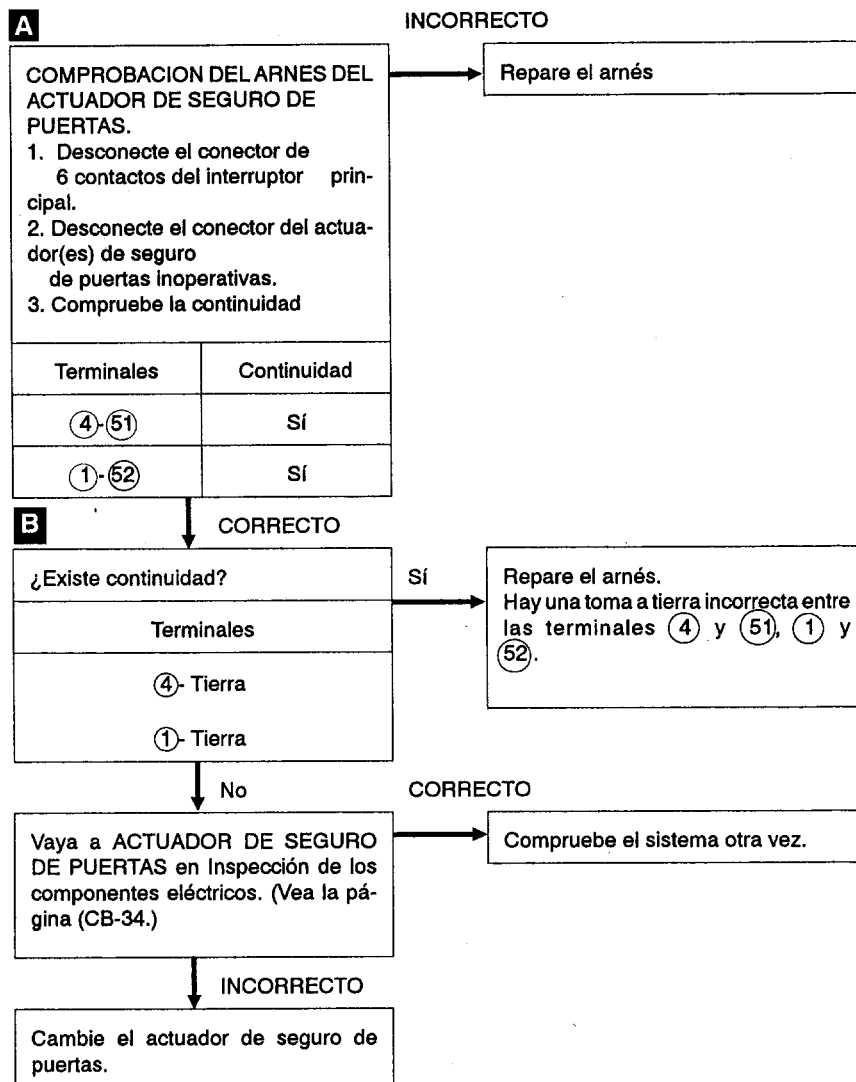 A
INCORRECTO
COMPROBACION DEL ARNES DEL
ACTUADOR DE SEGURO DE
PUERTAS.
1. Desconecte el conector de
6 contactos del interruptor prin-
cipal.
2. Desconecte el conector del actua-
dor(es) de seguro
de puertas inoperativas.
3. Compruebe la continuidad
Repare el arnés
Terminales Continuidad
4-51 Sí
1-52 Sí
CORRECTO
B
¿Existe continuidad?
Terminales
4- Tierra
1- Tierra
Sí
Repare el arnés.
Hay una toma a tierra incorrecta entre
las terminales 4 y 51, 1 y
52.
No
CORRECTO
Vaya a ACTUADOR DE SEGURO
DE PUERTAS en Inspección de los
componentes eléctricos. (Vea la pá-
gina (CB-34.)
Compruebe el sistema otra vez.
INCORRECTO
Cambie el actuador de seguro de
puertas.